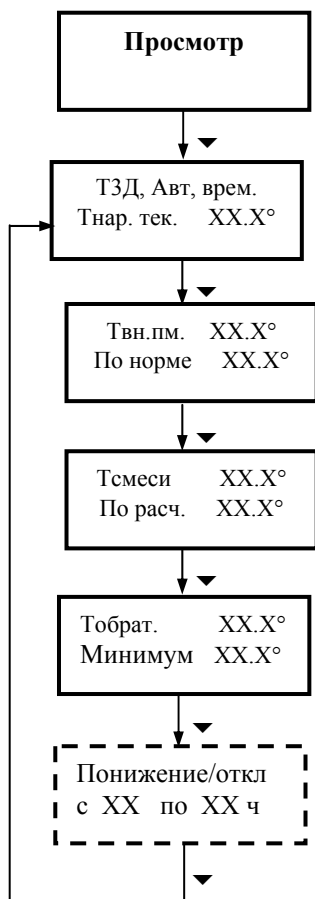 Просмотр
Т3Д, Авт, врем.
Тнар. тек. XX.X°
Твн.пм. XX.X°
По норме XX.X°
Тсмеси XX.X°
По расч. XX.X°
Тобрат. XX.X°
Минимум XX.X°
Понижение/откл
с XX по XX ч